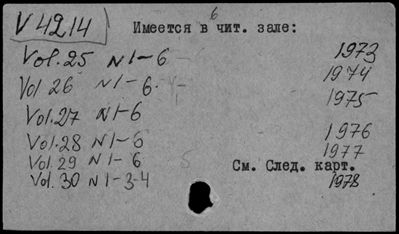 V 4214
6
Имеется в чит. зале:
Vol. 25 N 1-6 1973
Vol 26 N 1-6 1974
Vol. 27 N 1-6 1975
Vol. 28 N 1-6 1976
Vol. 29 N 1-6 1977
См. След. карт.
Vol. 30 N 1-3-4 1978